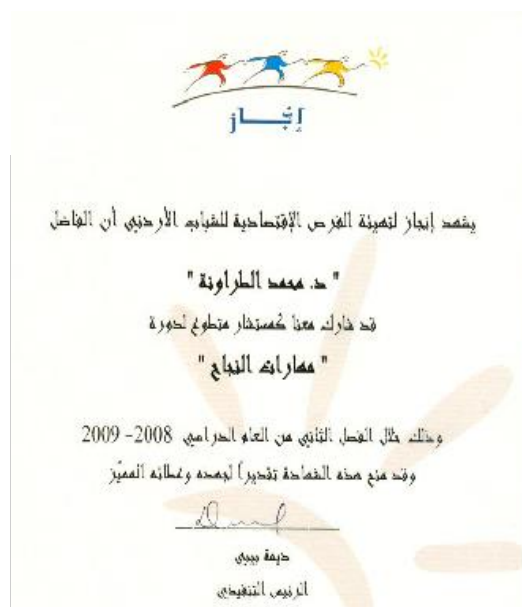 إنجاز
يشهد إنجاز لتهيئة الفرص الإقتصادية للشباب الأردني أن الفاضل
" د. محمد الطراونة "
قد شارك معنا كمستشار متطوع لدورة
" مهارات النجاح "
وذلك خلال الفصل الثاني من العام الدراسي 2008- 2009
وقد منح هذه الشهادة تقديراً لجهده وعطائه المميّز
ديمة بيبي
الرئيس التنفيذي